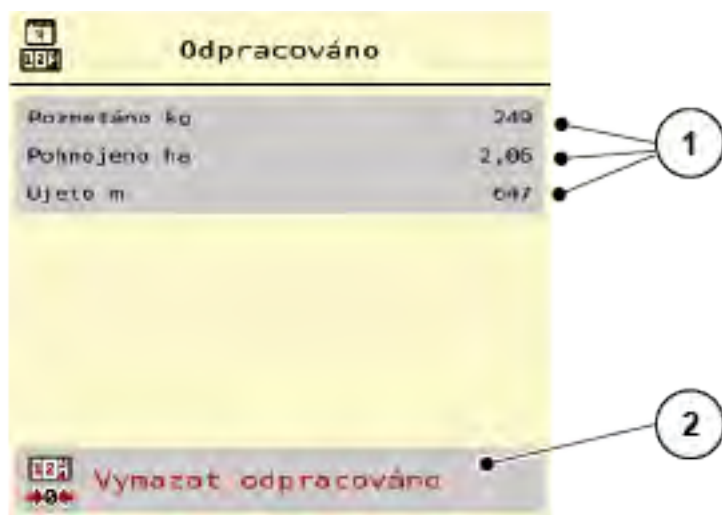 Odpracováno
Rozmetáno kg 249
Pohnojeno ha 2,06
Ujeto m 647
1
Vymazat odpracováno
2